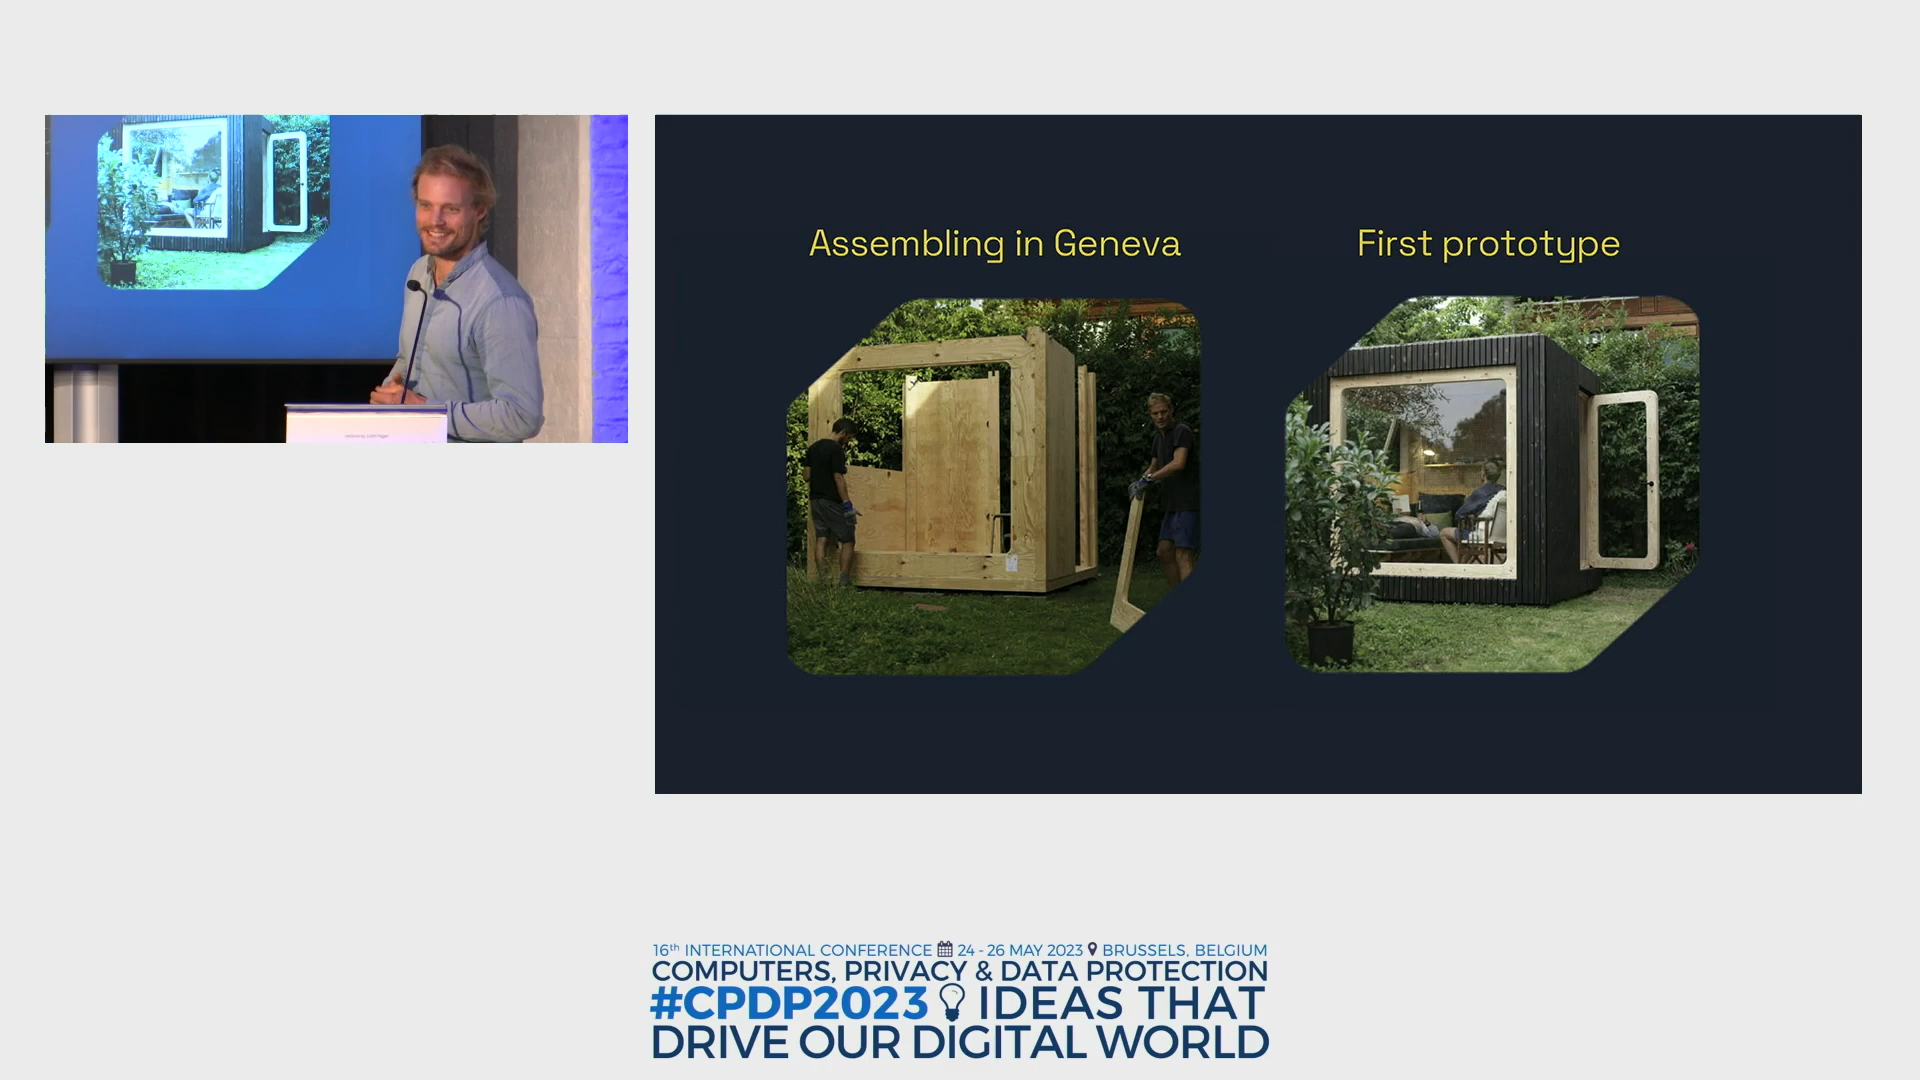 Assembling in Geneva
First prototype
16th INTERNATIONAL CONFERENCE 24 - 26 MAY 2023 BRUSSELS, BELGIUM
COMPUTERS, PRIVACY & DATA PROTECTION
#CPDP2023 IDEAS THAT
DRIVE OUR DIGITAL WORLD